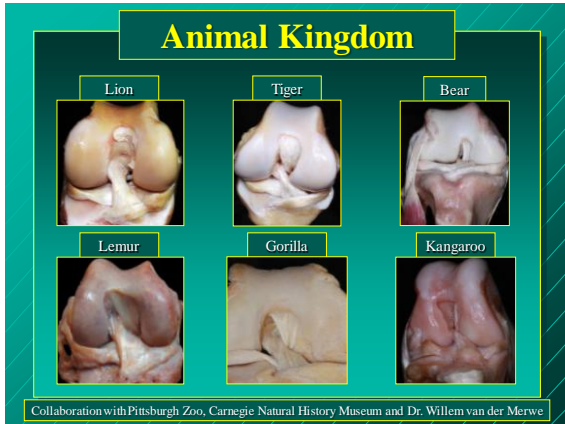 Animal Kingdom
Lion
Tiger
Bear
Lemur
Gorilla
Kangaroo
Collaboration with Pittsburgh Zoo, Carnegie Natural History Museum and Dr. Willem van der Merwe